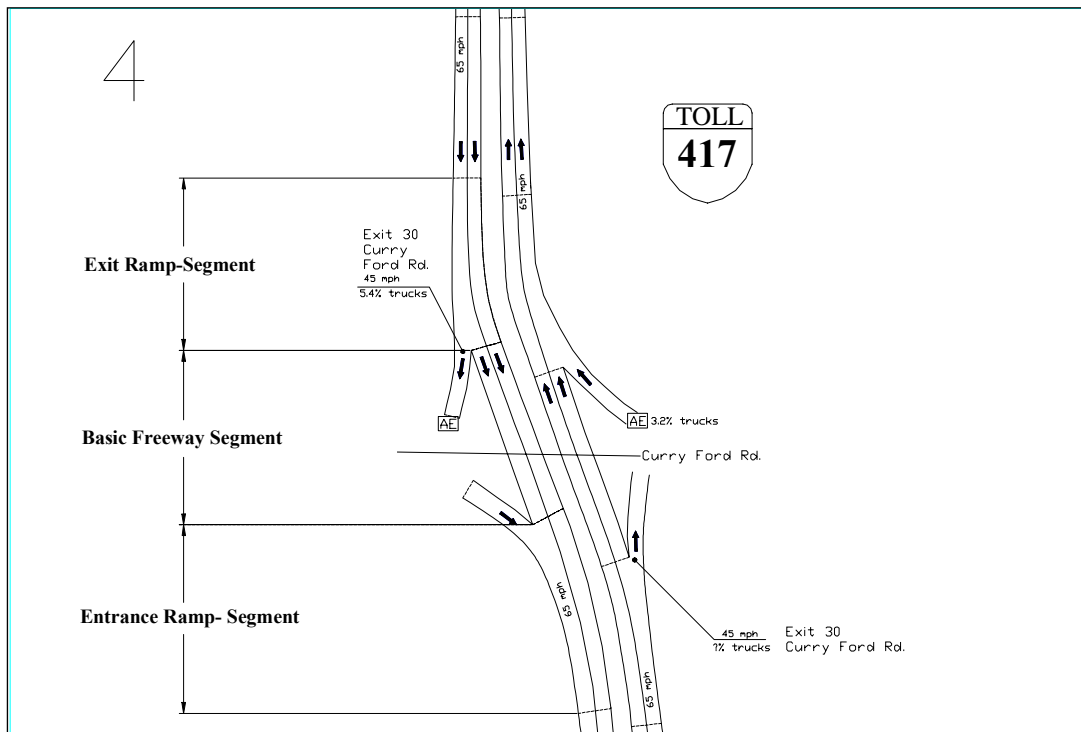 4
65 mph
TOLL
417
65 mph
Exit Ramp-Segment
Exit 30
Curry
Ford Rd.
45 mph
5.4% trucks
AE
AE 3.2% trucks
Basic Freeway Segment
Curry Ford Rd.
65 mph
Entrance Ramp- Segment
45 mph
?% trucks
Exit 30
Curry Ford Rd.
65 mph